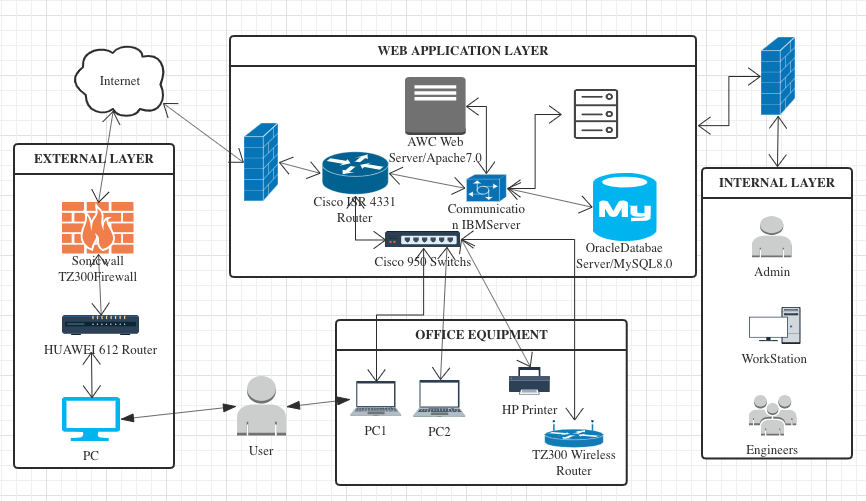 WEB APPLICATION LAYER
Internet
AWC Web
Server/Apache7.0
EXTERNAL LAYER
INTERNAL LAYER
Cisco ISR 4331
Router
Communicatio
n IBMServer
My
OracleDatabae
Server/MySQL8.0
Cisco 950 Switchs
Sonicwall
TZ300Firewall
Admin
HUAWEI 612 Router
OFFICE EQUIPMENT
WorkStation
HP Printer
PC1
PC2
User
PC
TZ300 Wireless
Router
Engineers